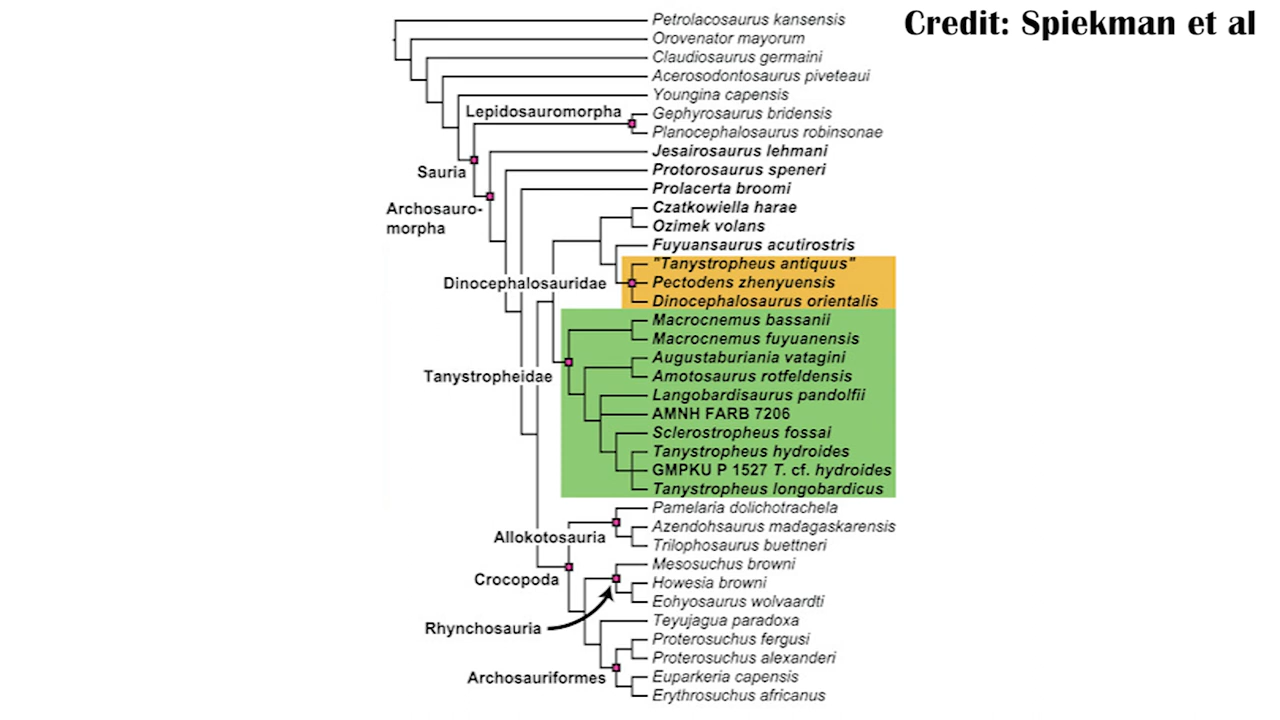 Credit: Spiekman et al
Petrolacosaurus kansensis
Orovenator mayorum
Claudiosaurus germaini
Acerosodontosaurus piveteaui
Youngina capensis
Lepidosauromorpha
Gephyrosaurus bridensis
Planocephalosaurus robinsonae
Jesairosaurus lehmani
Sauria
Protorosaurus speneri
Prolacerta broomi
Archosauro-
morpha
Czatkowiella harae
Ozimek volans
Fuyuansaurus acutirostris
"Tanystropheus antiquus"
Dinocephalosauridae
Pectodens zhenyuensis
Dinocephalosaurus orientalis
Macrocnemus bassanii
Macrocnemus fuyuanensis
Augustaburiania vatagini
Tanystropheidae
Amotosaurus rotfeldensis
Langobardisaurus pandolfii
AMNH FARB 7206
Sclerostropheus fossai
Tanystropheus hydroides
GMPKU P 1527 T. cf. hydroides
Tanystropheus longobardicus
Pamelaria dolichotrachela
Azendohsaurus madagaskarensis
Allokotosauria
Trilophosaurus buettneri
Mesosuchus browni
Crocopoda
Howesia browni
Eohyosaurus wolvaardti
Teyujagua paradoxa
Rhynchosauria
Proterosuchus fergusi
Proterosuchus alexanderi
Archosauriformes
Euparkeria capensis
Erythrosuchus africanus